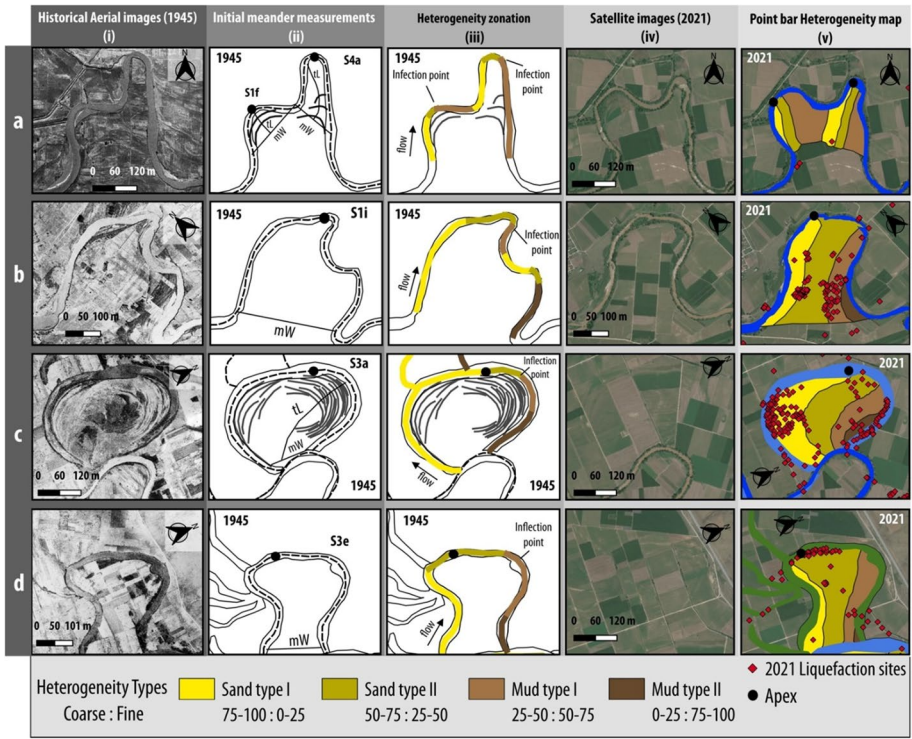 Historical Aerial images (1945)
(i)
Initial meander measurements
(ii)
Heterogeneity zonation
(iii)
Satellite images (2021)
(iv)
Point bar Heterogeneity map
(v)
a
N
0 60 120 m
1945
S4a
S1f
tL
tL
mW
mW
1945
Infection point
Infection point
flow
N
0 60 120 m
2021
N
b
0 50 100 m
1945
S1i
mW
1945
Infection point
flow
0 50 100 m
2021
c
0 60 120 m
S3a
tL
mW
1945
Inflection point
flow
1945
0 60 120 m
2021
d
0 50 101 m
1945
S3e
mW
1945
Inflection point
flow
0 60 120 m
2021
Heterogeneity Types
Coarse : Fine
Sand type I
75-100 : 0-25
Sand type II
50-75 : 25-50
Mud type I
25-50 : 50-75
Mud type II
0-25 : 75-100
2021 Liquefaction sites
Apex